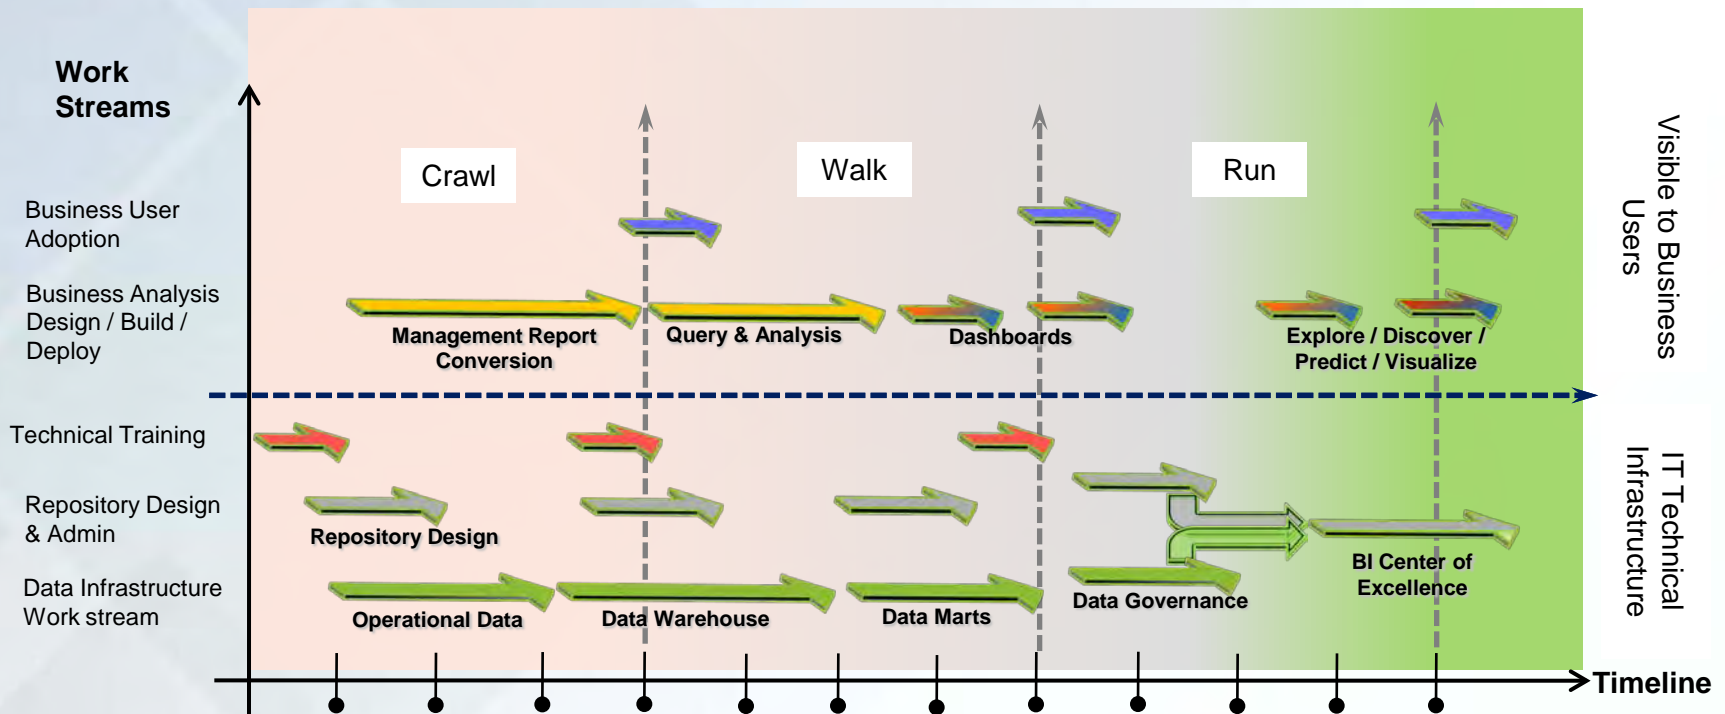 Work
Streams
Crawl
Walk
Run
Business User
Adoption
Business Analysis
Design / Build /
Deploy
Management Report
Conversion
Query & Analysis
Dashboards
Explore / Discover /
Predict / Visualize
Visible to Business
Users
Technical Training
Repository Design
& Admin
Repository Design
Data Infrastructure
Work stream
Operational Data
Data Warehouse
Data Marts
Data Governance
BI Center of
Excellence
IT Technical
Infrastructure
Timeline